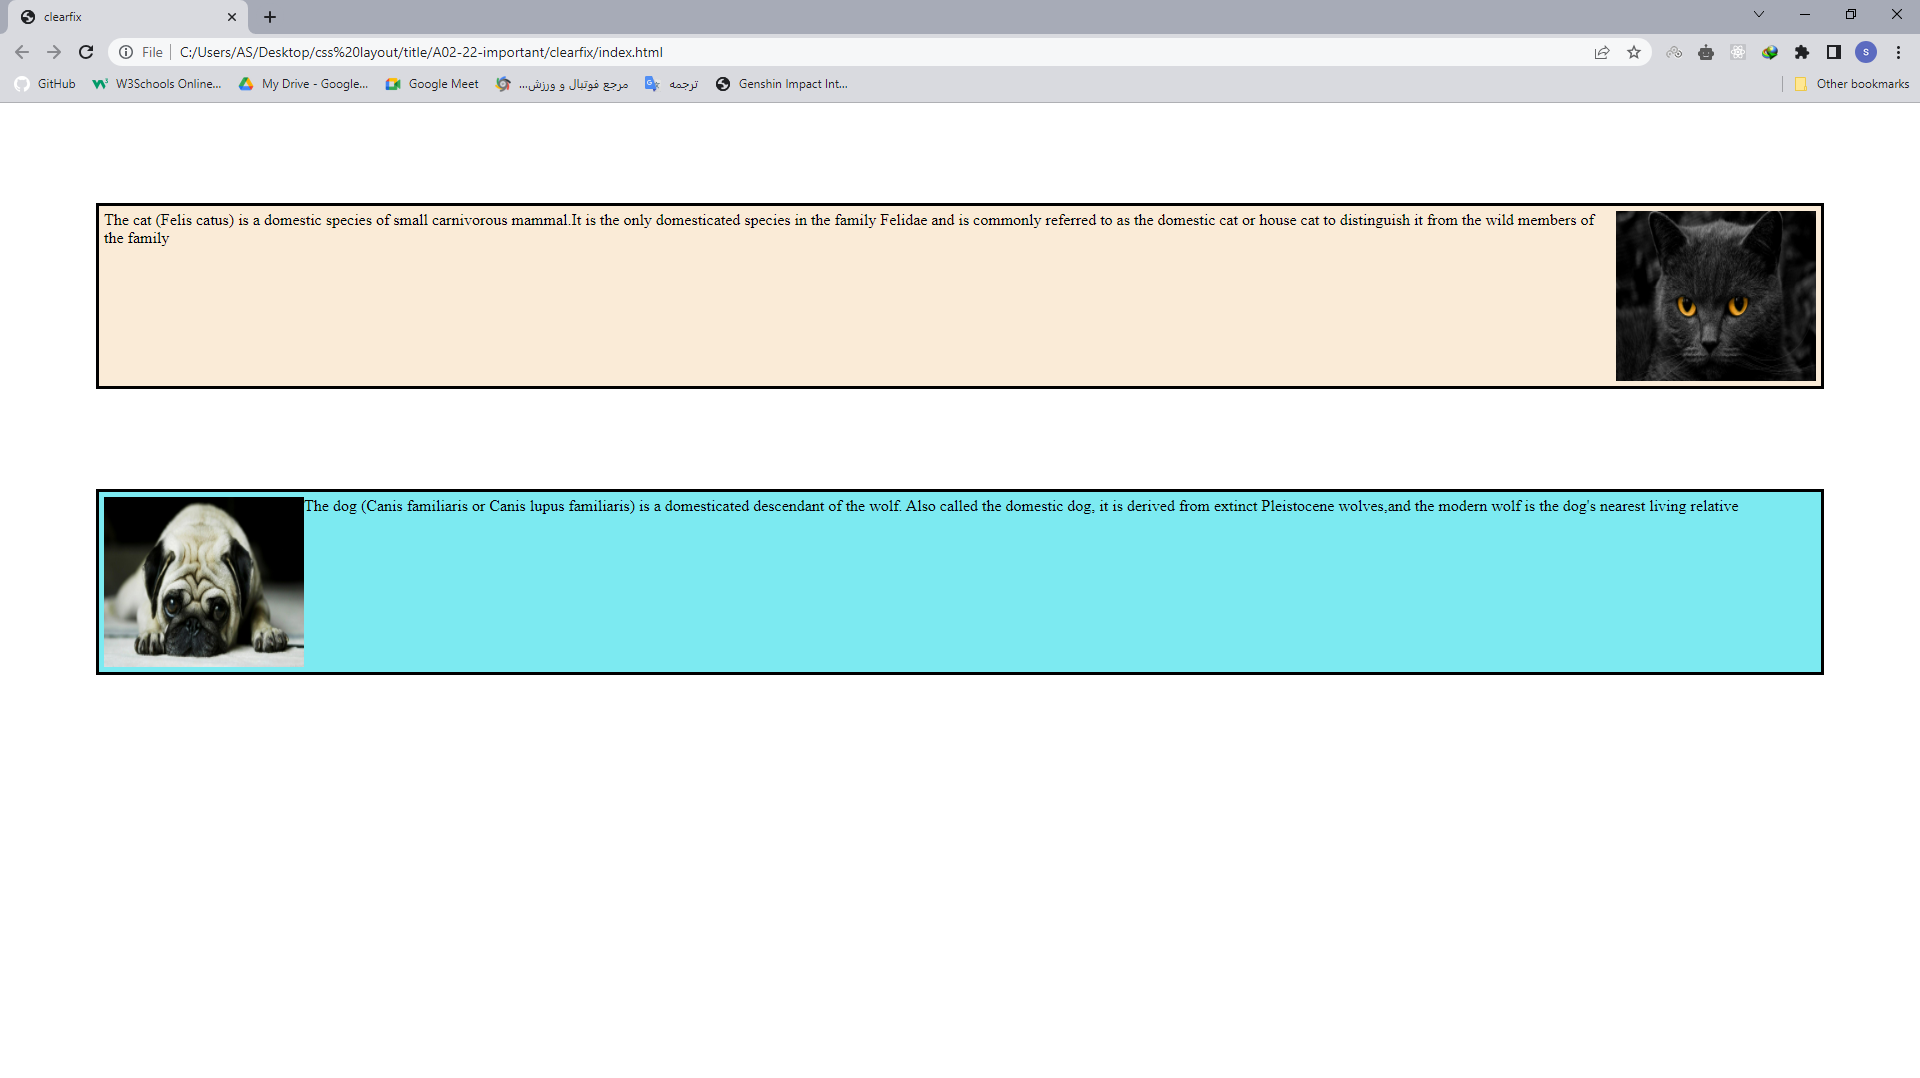 clearfix
File
C:/Users/AS/Desktop/css%20layout/title/A02-22-important/clearfix/index.html
S
GitHub
W3Schools Online...
My Drive - Google...
Google Meet
مرجع فوتبال و ورزش...
ترجمه
Genshin Impact Int...
Other bookmarks
The cat (Felis catus) is a domestic species of small carnivorous mammal.It is the only domesticated species in the family Felidae and is commonly referred to as the domestic cat or house cat to distinguish it from the wild members of
the family
The dog (Canis familiaris or Canis lupus familiaris) is a domesticated descendant of the wolf. Also called the domestic dog, it is derived from extinct Pleistocene wolves,and the modern wolf is the dog's nearest living relative